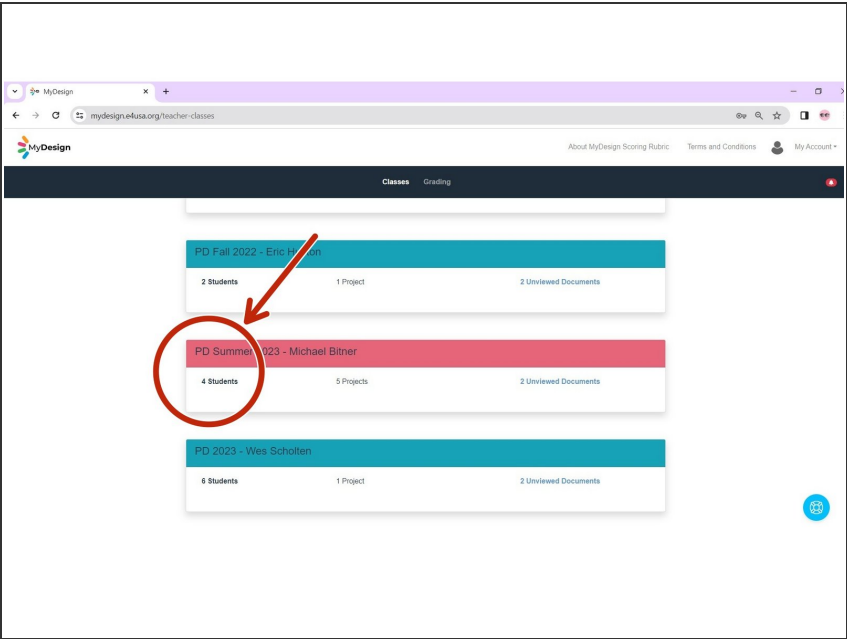 MyDesign
mydesign.e4usa.org/teacher-classes
MyDesign
About MyDesign Scoring Rubric Terms and Conditions My Account
Classes Grading
PD Fall 2022 - Eric
2 Students 1 Project 2 Unviewed Documents
PD Summer 2023 - Michael Bitner
4 Students 5 Projects 2 Unviewed Documents
PD 2023 - Wes Scholten
6 Students 1 Project 2 Unviewed Documents